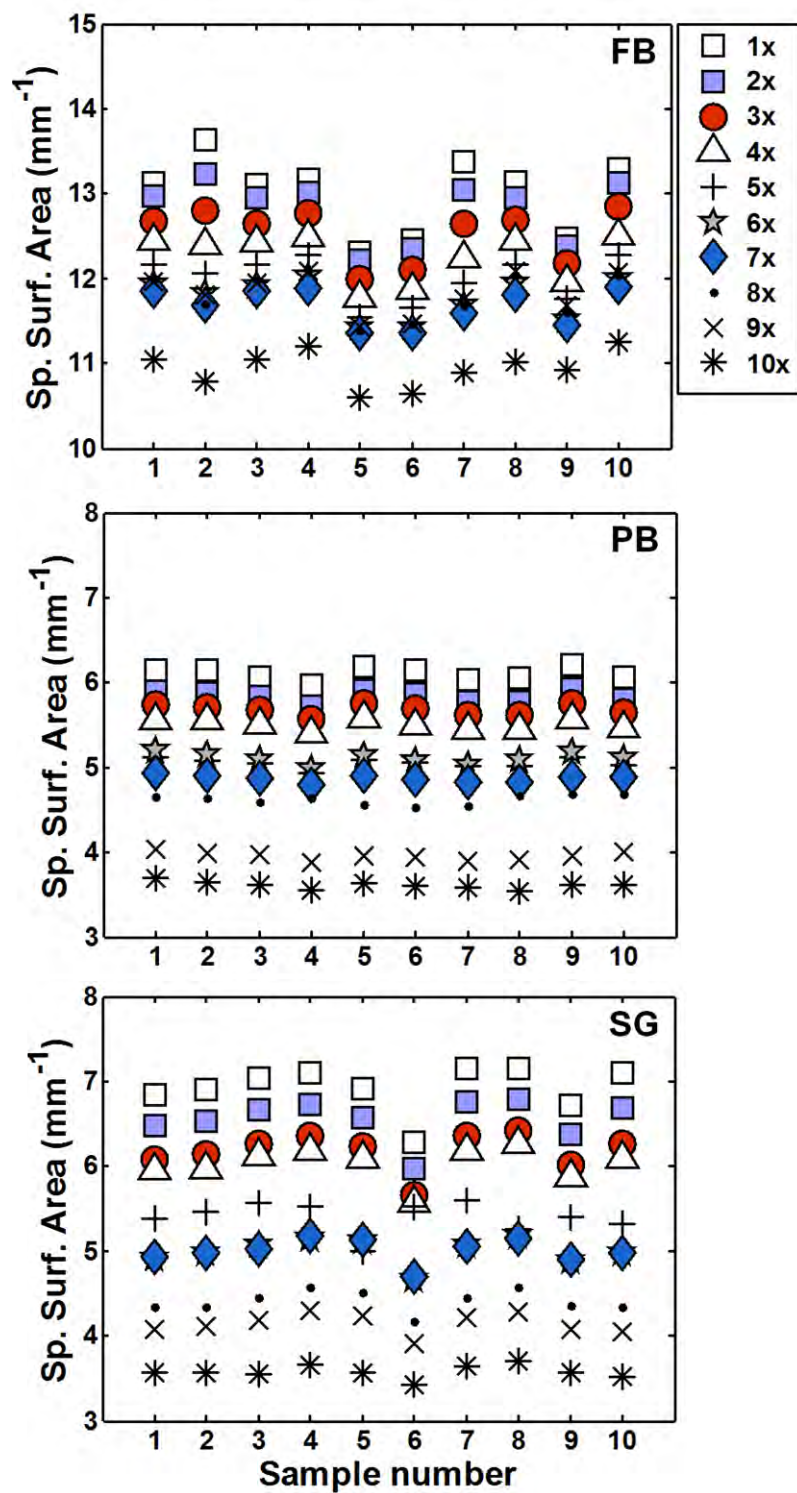 FB
Sp. Surf. Area (mm⁻¹)
15
14
13
12
11
10
1 2 3 4 5 6 7 8 9 10
1x
2x
3x
4x
5x
6x
7x
8x
9x
10x
PB
Sp. Surf. Area (mm⁻¹)
8
7
6
5
4
3
1 2 3 4 5 6 7 8 9 10
SG
Sp. Surf. Area (mm⁻¹)
8
7
6
5
4
3
1 2 3 4 5 6 7 8 9 10
Sample number